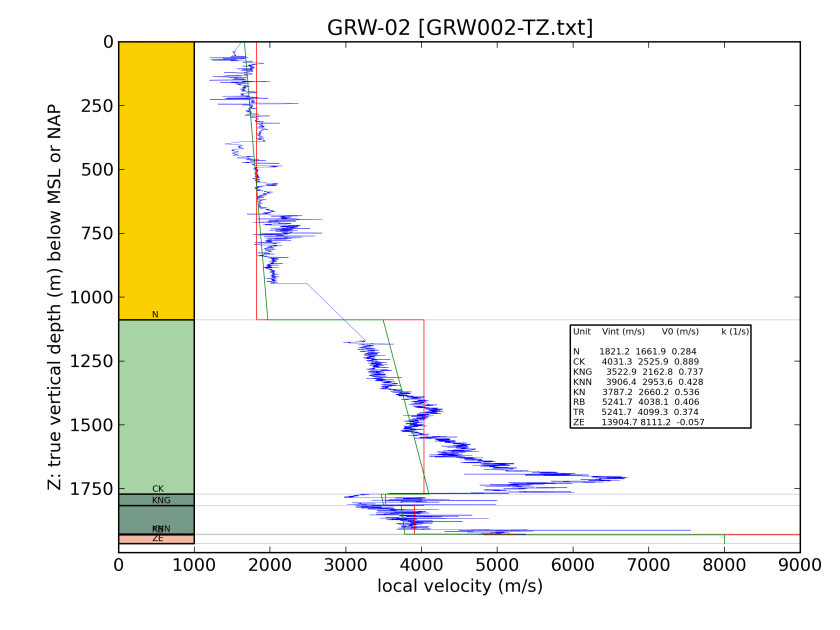 GRW-02 [GRW002-TZ.txt]
0
250
500
750
1000
1250
1500
1750
Z: true vertical depth (m) below MSL or NAP
N
CK
KNG
KNN
ZE
Unit Vint (m/s) V0 (m/s) k (1/s)
N 1821.2 1661.9 0.284
CK 4031.3 2525.9 0.889
KNG 3522.9 2162.8 0.737
KNN 3906.4 2953.6 0.428
KN 3787.2 2660.2 0.536
RB 5241.7 4038.1 0.406
TR 5241.7 4099.3 0.374
ZE 13904.7 8111.2 -0.057
0 1000 2000 3000 4000 5000 6000 7000 8000 9000
local velocity (m/s)